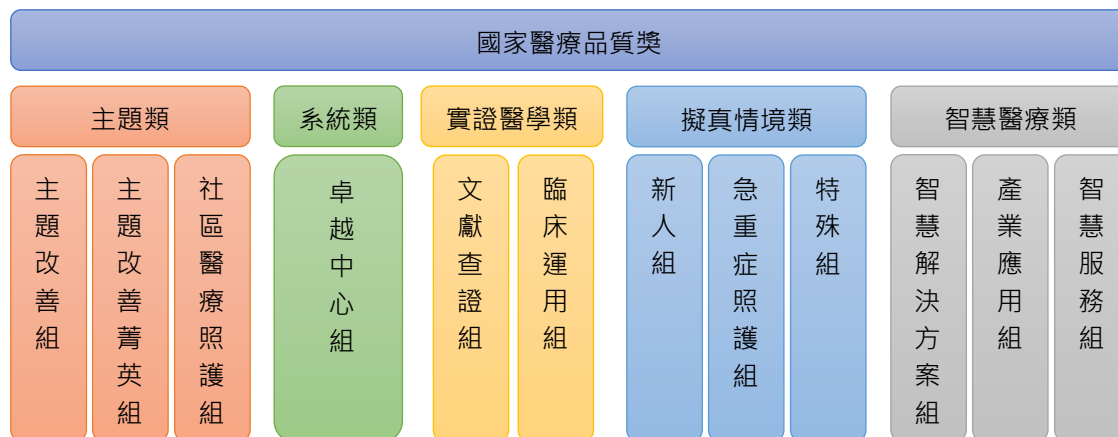 國家醫療品質獎
主題類
系統類
實證醫學類
擬真情境類
智慧醫療類
主題改善組
主題改善菁英組
社區醫療照護組
卓越中心組
文獻查證組
臨床運用組
新人組
急重症照護組
特殊組
智慧解決方案組
產業應用組
智慧服務組